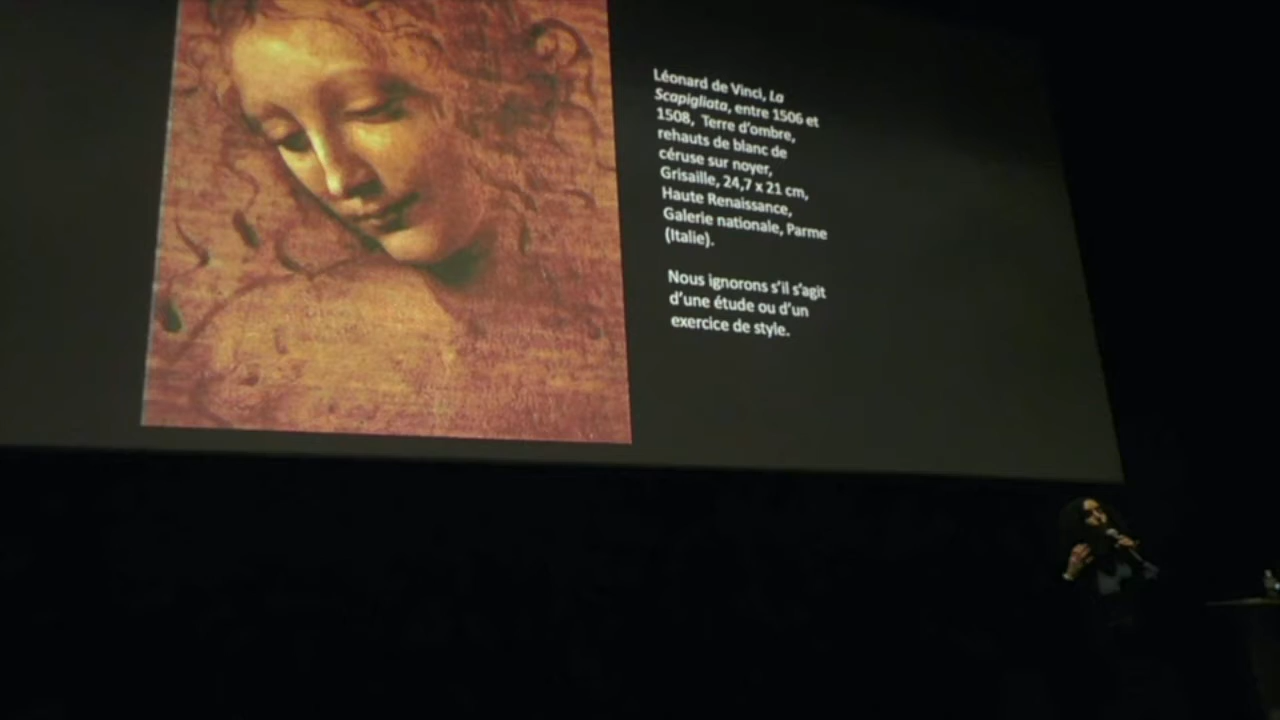 Léonard de Vinci, La
Scapigliata, entre 1506 et
1508, Terre d'ombre,
rehauts de blanc de
céruse sur noyer,
Grisaille, 24,7 x 21 cm,
Haute Renaissance,
Galerie nationale, Parme
(Italie).
Nous ignorons s'il s'agit
d'une étude ou d'un
exercice de style.